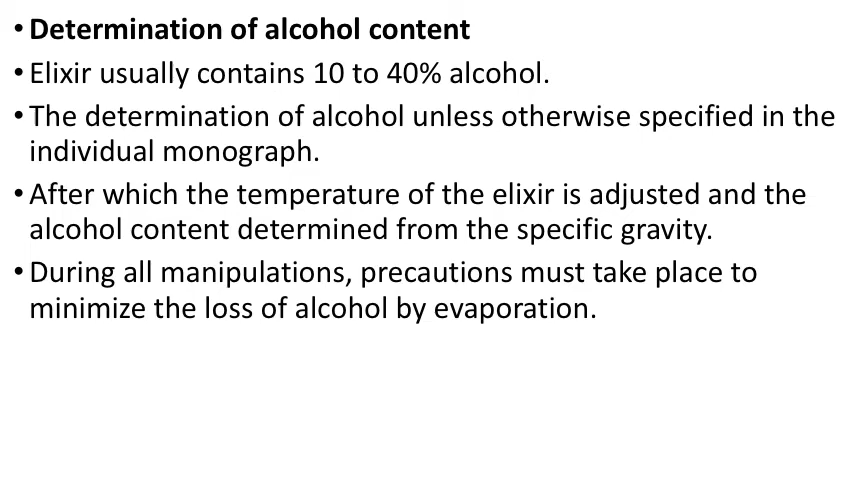 • Determination of alcohol content
• Elixir usually contains 10 to 40% alcohol.
• The determination of alcohol unless otherwise specified in the
individual monograph.
• After which the temperature of the elixir is adjusted and the
alcohol content determined from the specific gravity.
• During all manipulations, precautions must take place to
minimize the loss of alcohol by evaporation.